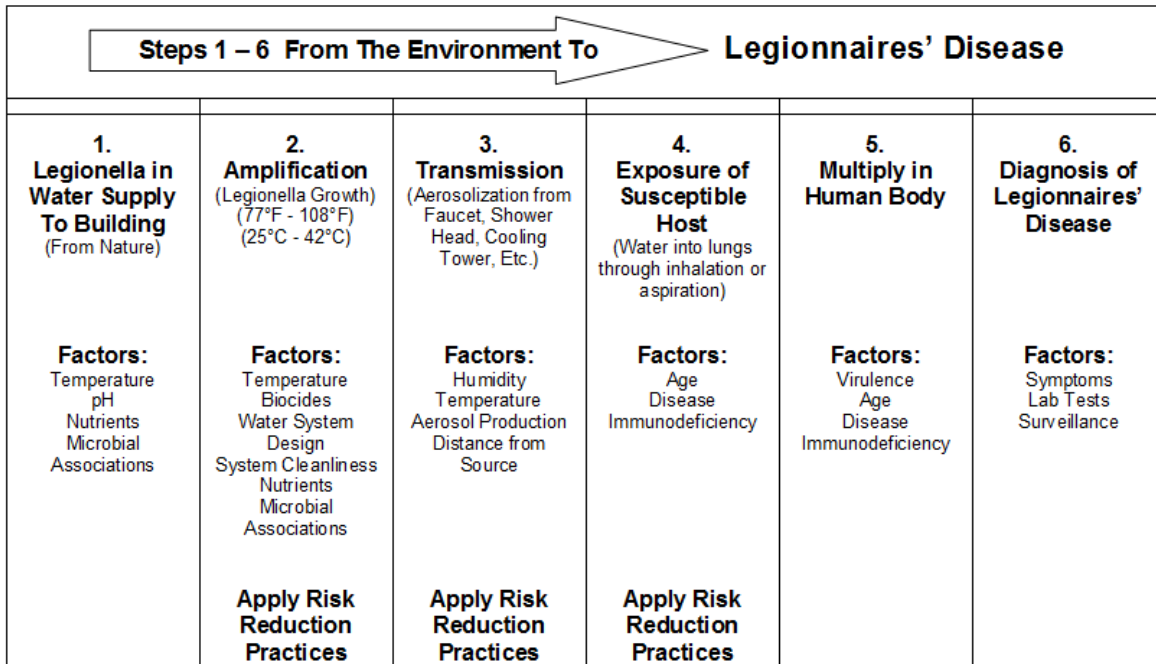 Steps 1 – 6 From The Environment To
Legionnaires' Disease
1.
Legionella in
Water Supply
To Building
(From Nature)
Factors:
Temperature
pH
Nutrients
Microbial
Associations
2.
Amplification
(Legionella Growth)
(77°F - 108°F)
(25°C - 42°C)
Factors:
Temperature
Biocides
Water System
Design
System Cleanliness
Nutrients
Microbial
Associations
Apply Risk
Reduction
Practices
3.
Transmission
(Aerosolization from
Faucet, Shower
Head, Cooling
Tower, Etc.)
Factors:
Humidity
Temperature
Aerosol Production
Distance from
Source
Apply Risk
Reduction
Practices
4.
Exposure of
Susceptible
Host
(Water into lungs
through inhalation or
aspiration)
Factors:
Age
Disease
Immunodeficiency
Apply Risk
Reduction
Practices
5.
Multiply in
Human Body
Factors:
Virulence
Age
Disease
Immunodeficiency
6.
Diagnosis of
Legionnaires'
Disease
Factors:
Symptoms
Lab Tests
Surveillance